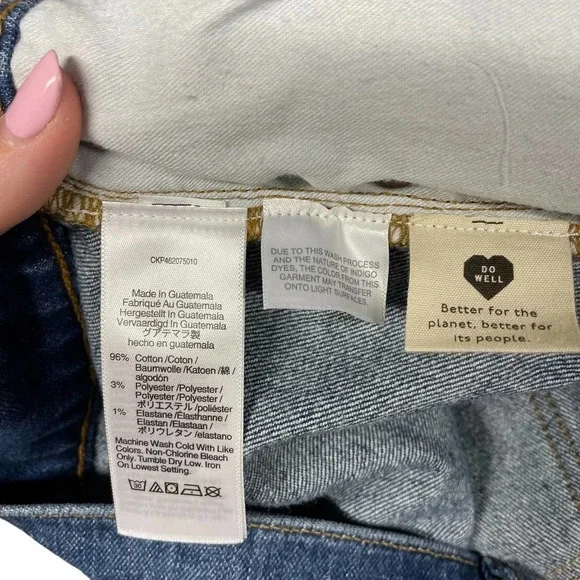 CKP462075010
Made In Guatemala
Fabriqué Au Guatemala
Hergestellt In Guatemala
Vervaardigd In Guatemala
グアテマラ製
hecho en guatemala
96% Cotton /Coton /
Baumwolle /Katoen /綿 /
algodón
3% Polyester /Polyester /
Polyester /Polyester /
ポリエステル /poliéster
1% Elastane /Élasthanne /
Elastan /Elastaan /
ポリウレタン /elastano
Machine Wash Cold With Like
Colors. Non-Chlorine Bleach
Only. Tumble Dry Low. Iron
On Lowest Setting.
DUE TO THIS WASH PROCESS
AND THE NATURE OF INDIGO
DYES, THE COLOR FROM THIS
GARMENT MAY TRANSFER
ONTO LIGHT SURFACES.
DO
WELL
Better for the
planet, better for
its people.